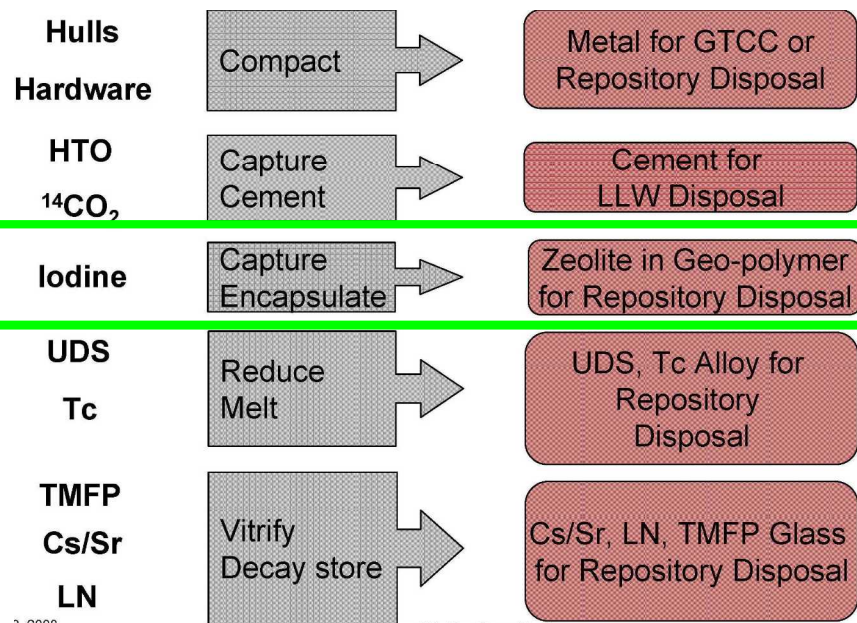 Hulls
Hardware
Compact
Metal for GTCC or
Repository Disposal
HTO
¹⁴CO₂
Capture
Cement
Cement for
LLW Disposal
Iodine
Capture
Encapsulate
Zeolite in Geo-polymer
for Repository Disposal
UDS
Tc
Reduce
Melt
UDS, Tc Alloy for
Repository
Disposal
TMFP
Cs/Sr
LN
Vitrify
Decay store
Cs/Sr, LN, TMFP Glass
for Repository Disposal